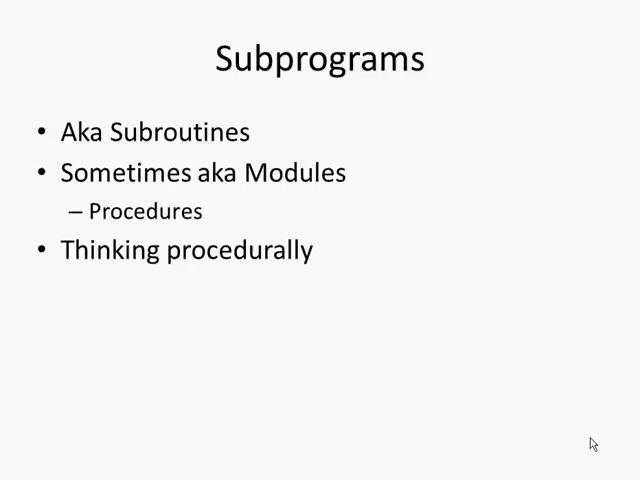 Subprograms
• Aka Subroutines
• Sometimes aka Modules
– Procedures
• Thinking procedurally